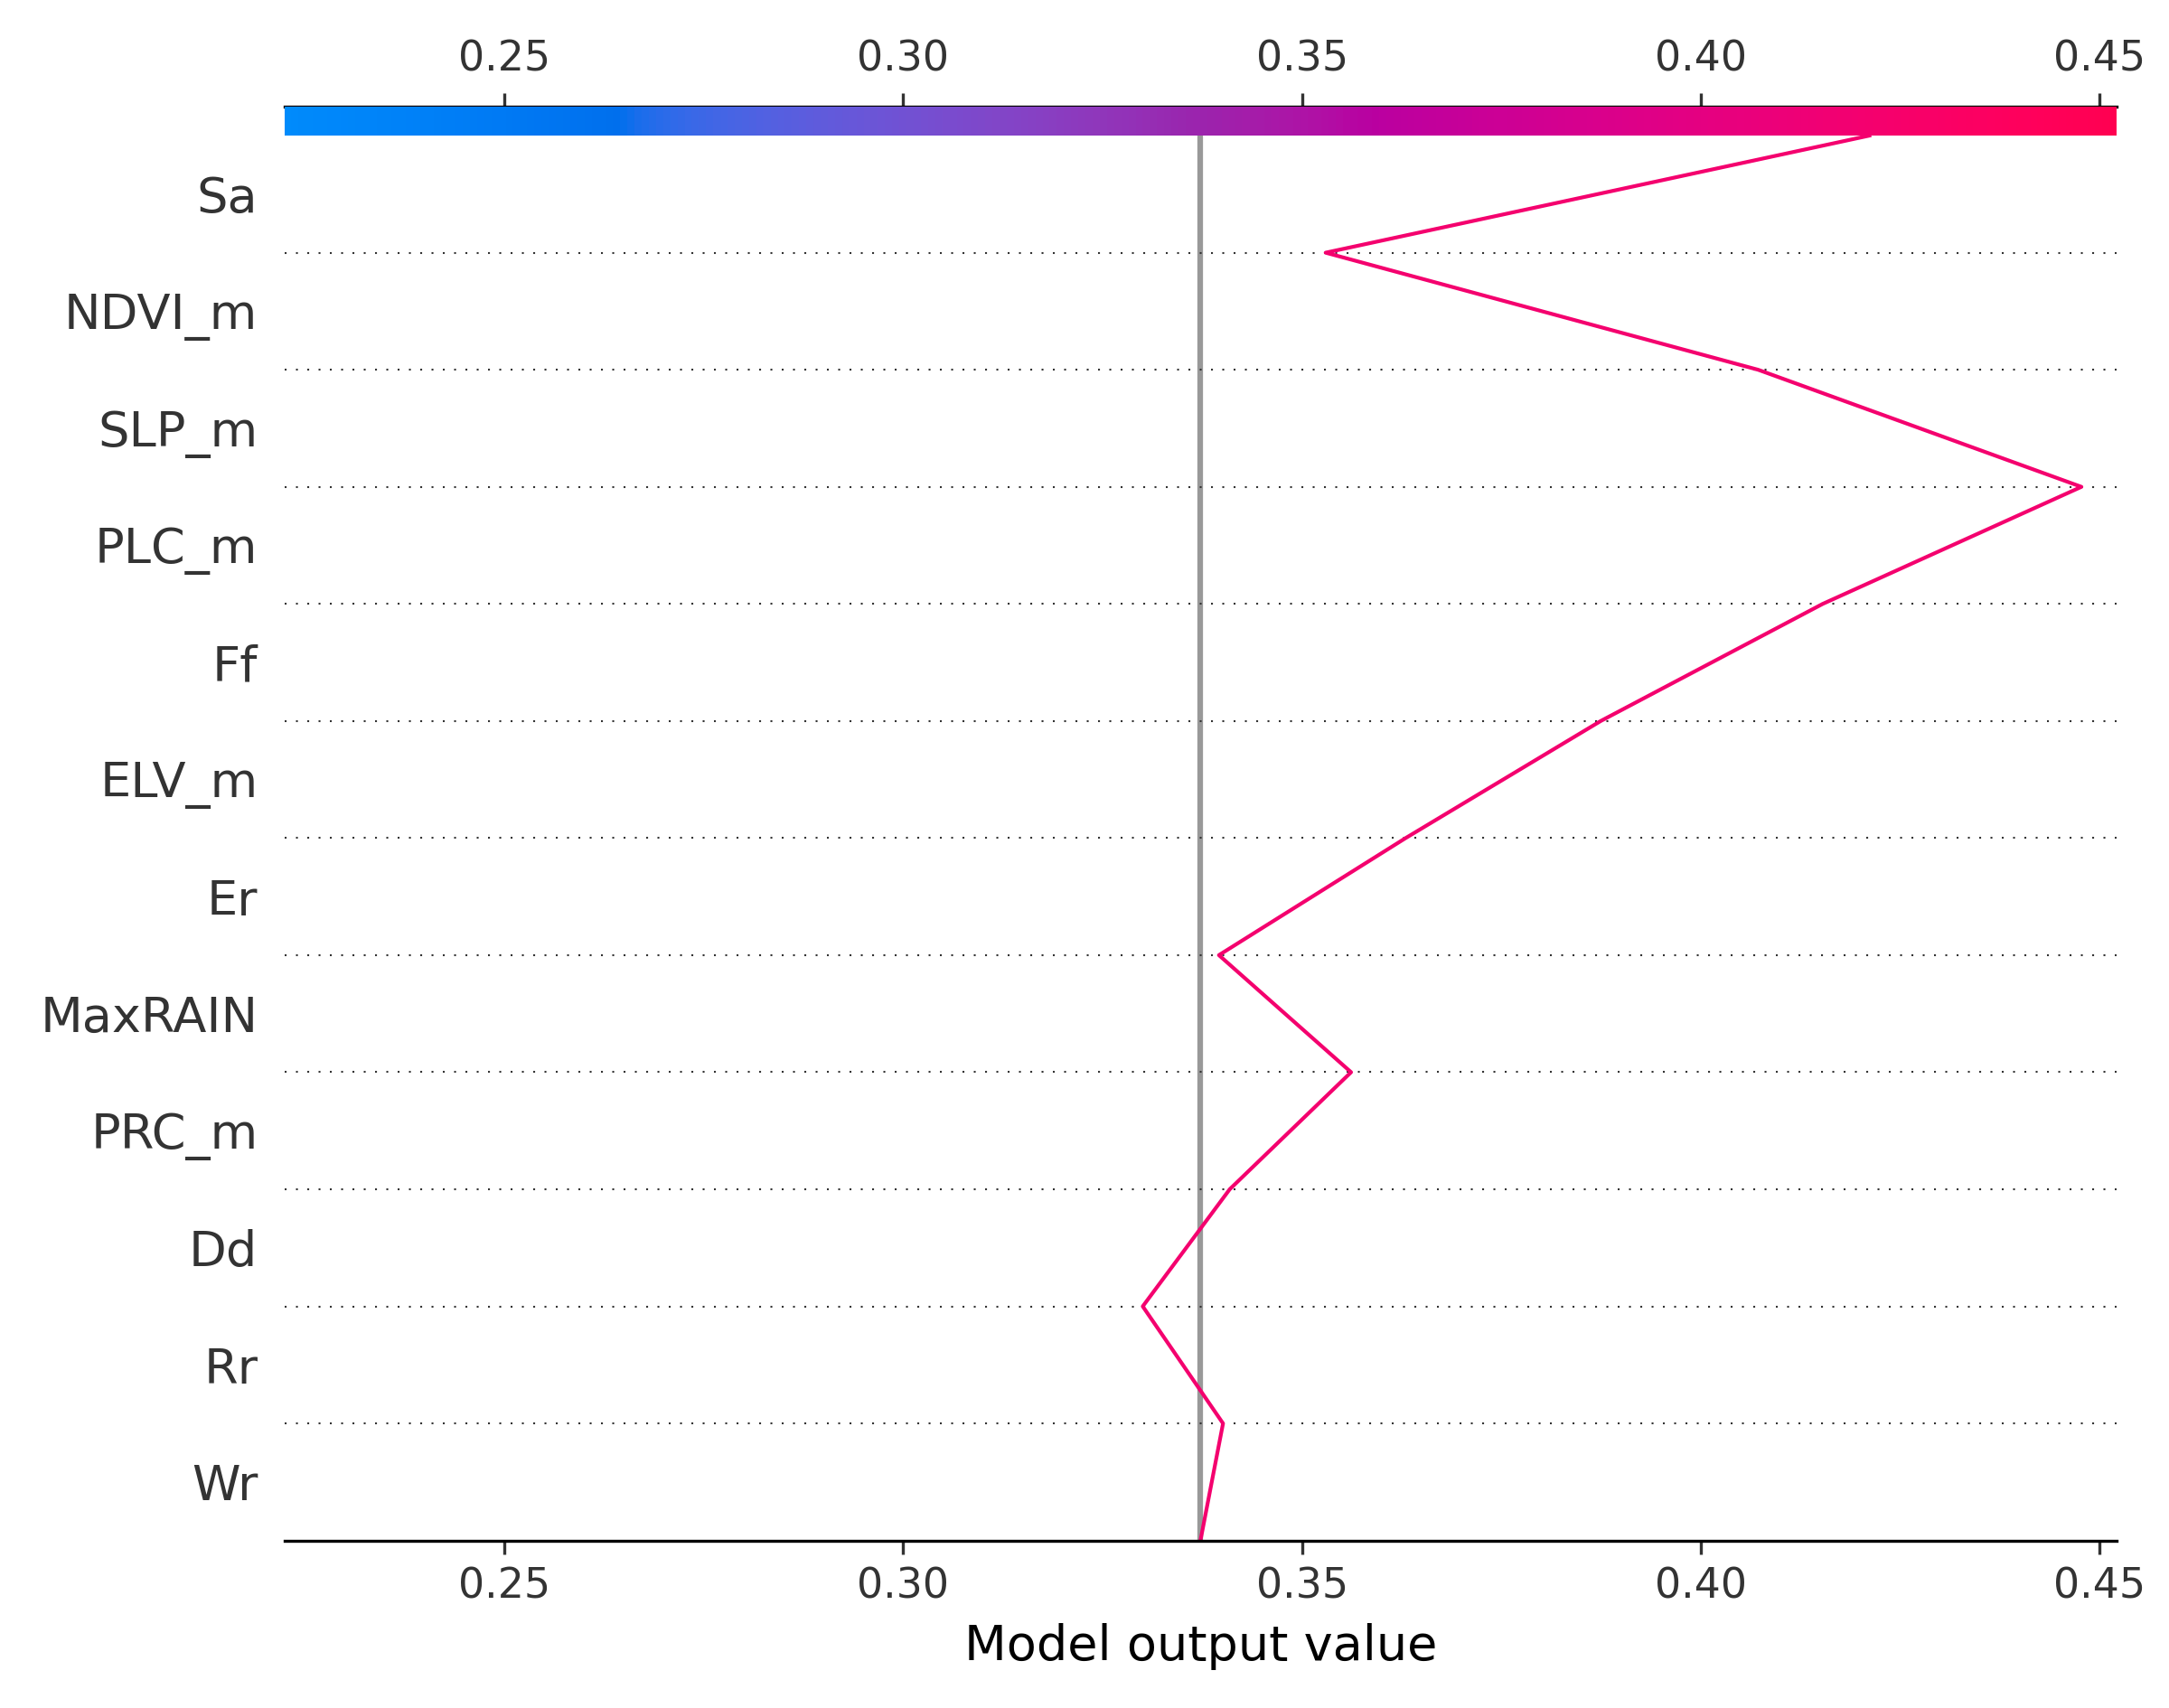 0.25 0.30 0.35 0.40 0.45
Sa
NDVI_m
SLP_m
PLC_m
Ff
ELV_m
Er
MaxRAIN
PRC_m
Dd
Rr
Wr
0.25 0.30 0.35 0.40 0.45
Model output value